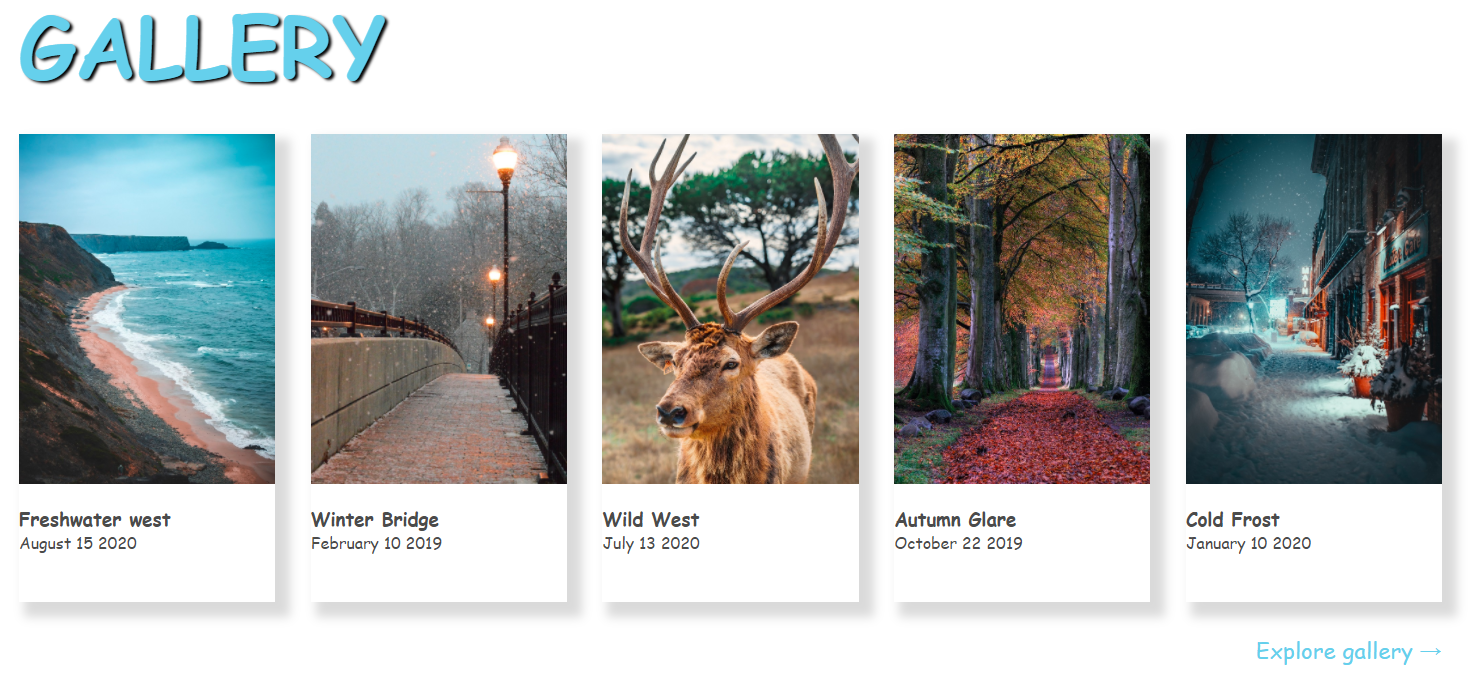 GALLERY
Freshwater west
August 15 2020
Winter Bridge
February 10 2019
Wild West
July 13 2020
Autumn Glare
October 22 2019
Cold Frost
January 10 2020
Explore gallery →